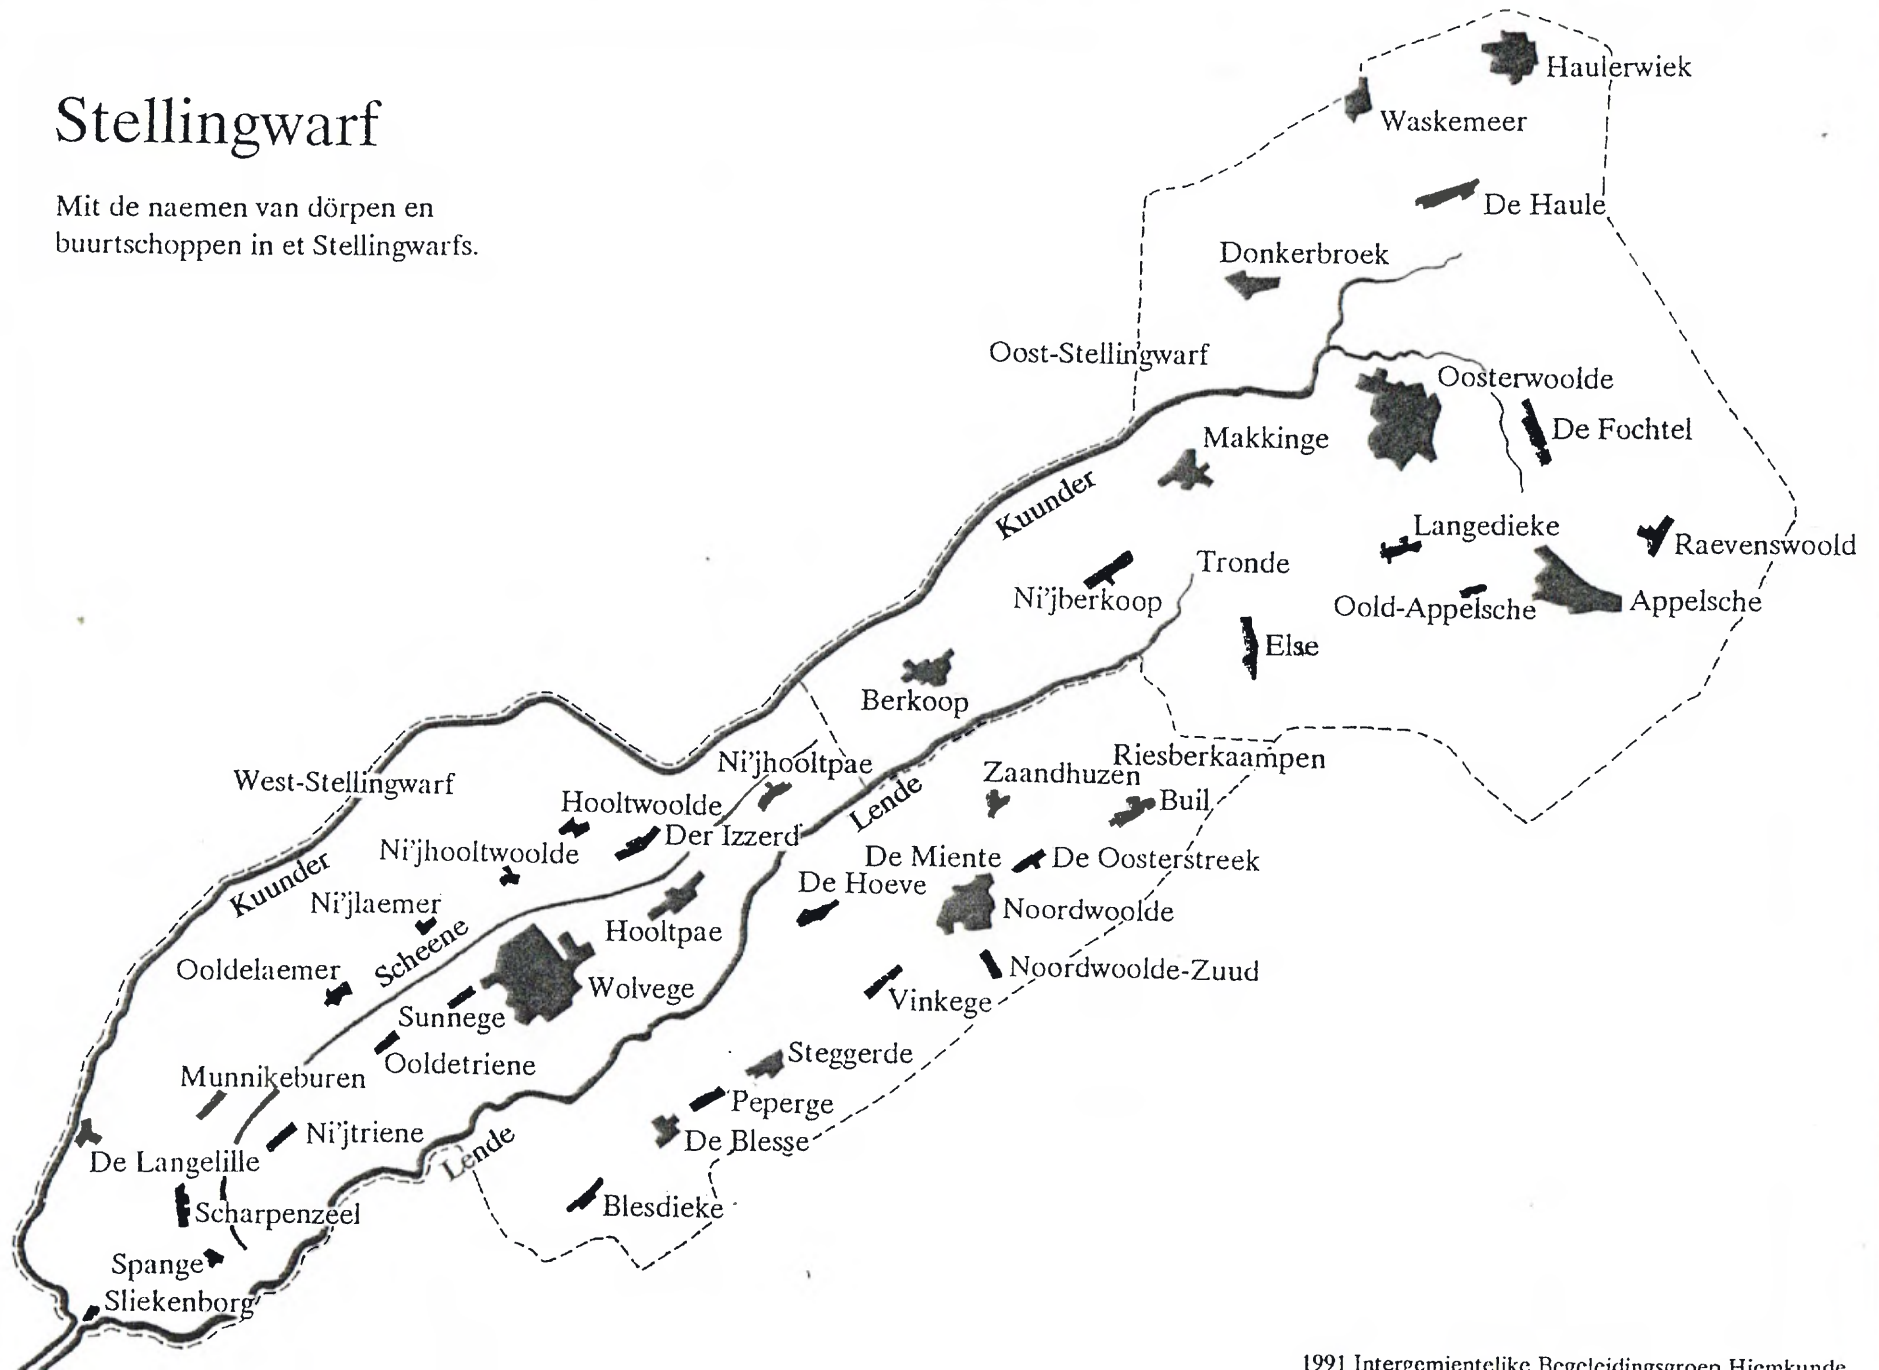 Stellingwarf
Mit de naemen van dörpen en
buurtschoppen in et Stellingwarfs.
Haulerwiek
Waskemeer
De Haule
Donkerbroek
Oost-Stellingwarf
Oosterwoolde
De Fochtel
Makkinge
Kuunder
Langedieke
Raevenswoold
Tronde
Ni'jberkoop
Oold-Appelsche
Appelsche
Else
Berkoop
Riesberkaampen
Ni'jhooltpae
Zaandhuzen
West-Stellingwarf
Lende
Buil
Hooltwoolde
Der Izzerd
Ni'jhooltwoolde
De Miente
De Oosterstreek
Kuunder
De Hoeve
Ni'jlaemer
Noordwoolde
Scheene
Hooltpae
Ooldelaemer
Noordwoolde-Zuud
Wolvege
Vinkege
Sunnege
Ooldetriene
Steggerde
Munnikeburen
Peperge
Ni'jtriene
De Blesse
Lende
De Langelille
Blesdieke
Scharpenzeel
Spange
Sliekenborg
1991 Intergemientelike Begeleidingsgroep Hiemkunde